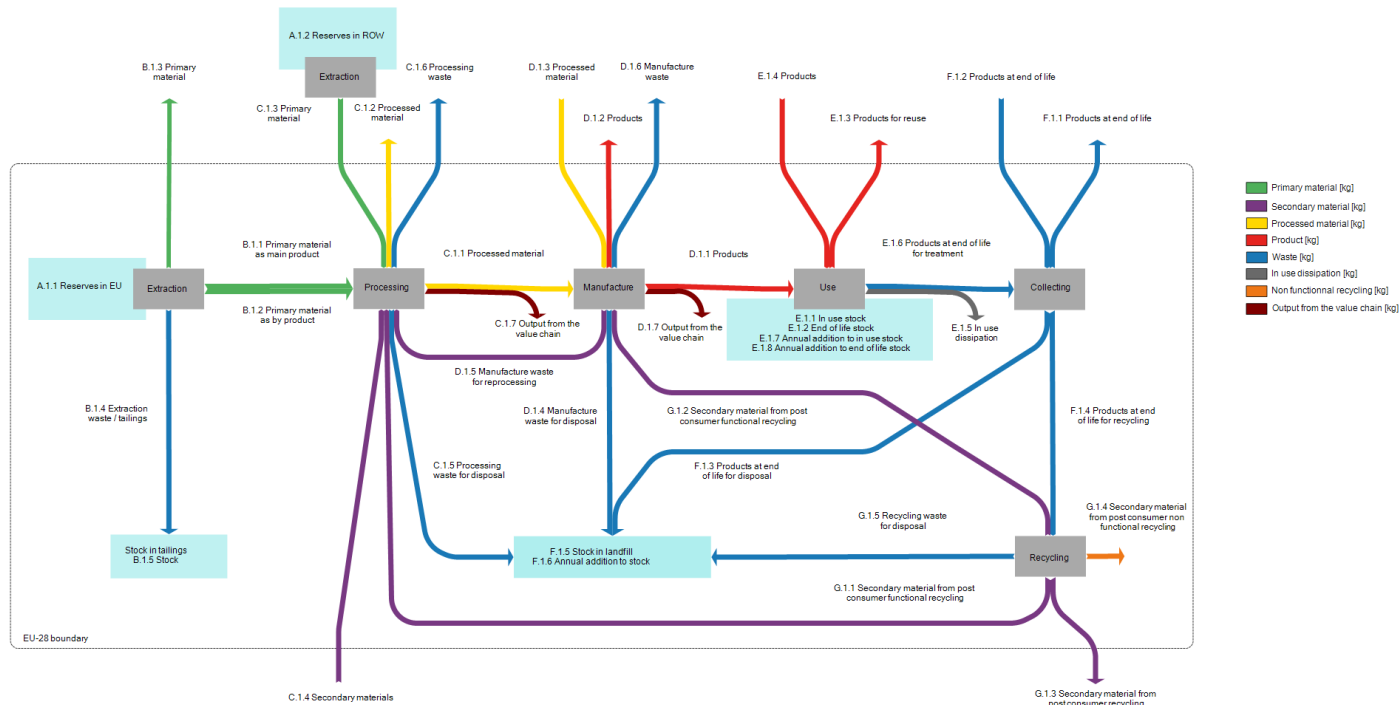 A.1.2 Reserves in ROW
Extraction
B.1.3 Primary
material
C.1.6 Processing
waste
D.1.3 Processed
material
D.1.6 Manufacture
waste
E.1.4 Products
F.1.2 Products at end of life
C.1.3 Primary
material
C.1.2 Processed
material
D.1.2 Products
E.1.3 Products for reuse
F.1.1 Products at end of life
Primary material [kg]
Secondary material [kg]
Processed material [kg]
Product [kg]
Waste [kg]
In use dissipation [kg]
Non functionnal recycling [kg]
Output from the value chain [kg]
A.1.1 Reserves in EU
Extraction
B.1.1 Primary material
as main product
B.1.2 Primary material
as by product
Processing
C.1.1 Processed material
C.1.7 Output from the
value chain
Manufacture
D.1.1 Products
D.1.7 Output from the
value chain
Use
E.1.6 Products at end of life
for treatment
Collecting
E.1.1 In use stock
E.1.2 End of life stock
E.1.7 Annual addition to in use stock
E.1.8 Annual addition to end of life stock
E.1.5 In use
dissipation
D.1.5 Manufacture waste
for reprocessing
B.1.4 Extraction
waste / tailings
D.1.4 Manufacture
waste for disposal
G.1.2 Secondary material from post
consumer functional recycling
F.1.4 Products at end
of life for recycling
C.1.5 Processing
waste for disposal
F.1.3 Products at end
of life for disposal
G.1.5 Recycling waste
for disposal
G.1.4 Secondary material
from post consumer non
functional recycling
Stock in tailings
B.1.5 Stock
F.1.5 Stock in landfill
F.1.6 Annual addition to stock
Recycling
G.1.1 Secondary material from post
consumer functional recycling
EU-28 boundary
C.1.4 Secondary materials
G.1.3 Secondary material from
post consumer recycling